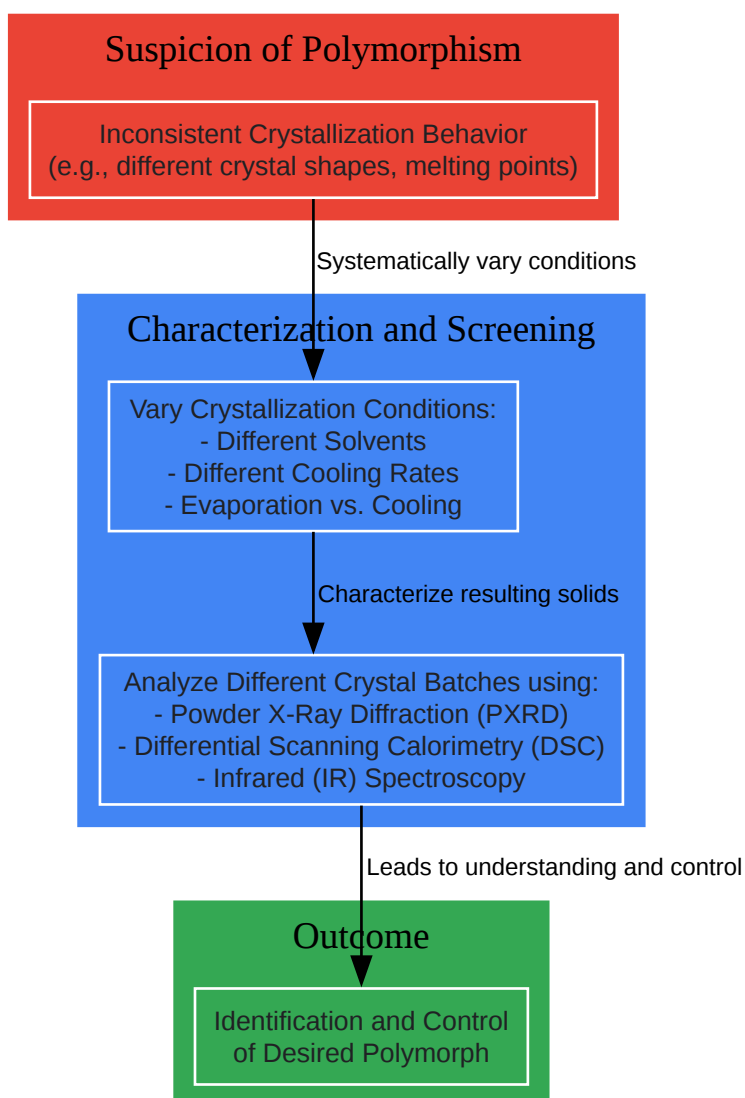 Suspicion of Polymorphism
Inconsistent Crystallization Behavior
(e.g., different crystal shapes, melting points)
Systematically vary conditions
Characterization and Screening
Vary Crystallization Conditions:
- Different Solvents
- Different Cooling Rates
- Evaporation vs. Cooling
Characterize resulting solids
Analyze Different Crystal Batches using:
- Powder X-Ray Diffraction (PXRD)
- Differential Scanning Calorimetry (DSC)
- Infrared (IR) Spectroscopy
Leads to understanding and control
Outcome
Identification and Control
of Desired Polymorph